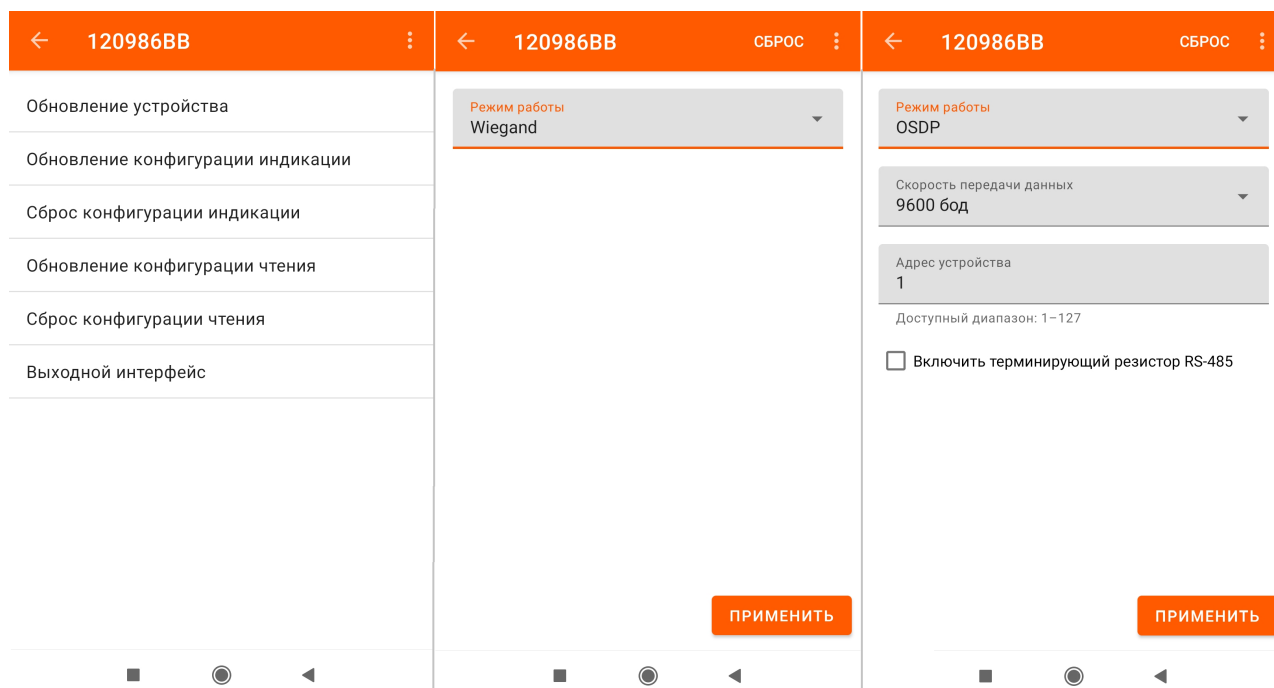 120986BB
Обновление устройства
Обновление конфигурации индикации
Сброс конфигурации индикации
Обновление конфигурации чтения
Сброс конфигурации чтения
Выходной интерфейс
120986BB СБРОС
Режим работы
Wiegand
ПРИМЕНИТЬ
120986BB СБРОС
Режим работы
OSDP
Скорость передачи данных
9600 бод
Адрес устройства
1
Доступный диапазон: 1–127
Включить терминирующий резистор RS-485
ПРИМЕНИТЬ